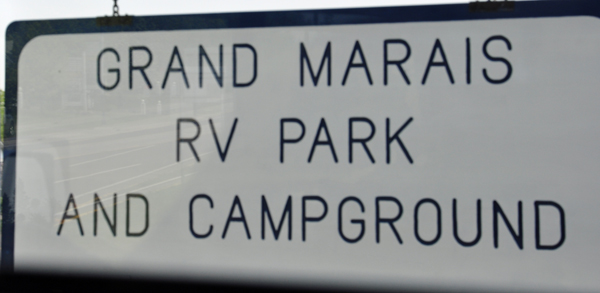 GRAND MARAIS
RV PARK
AND CAMPGROUND